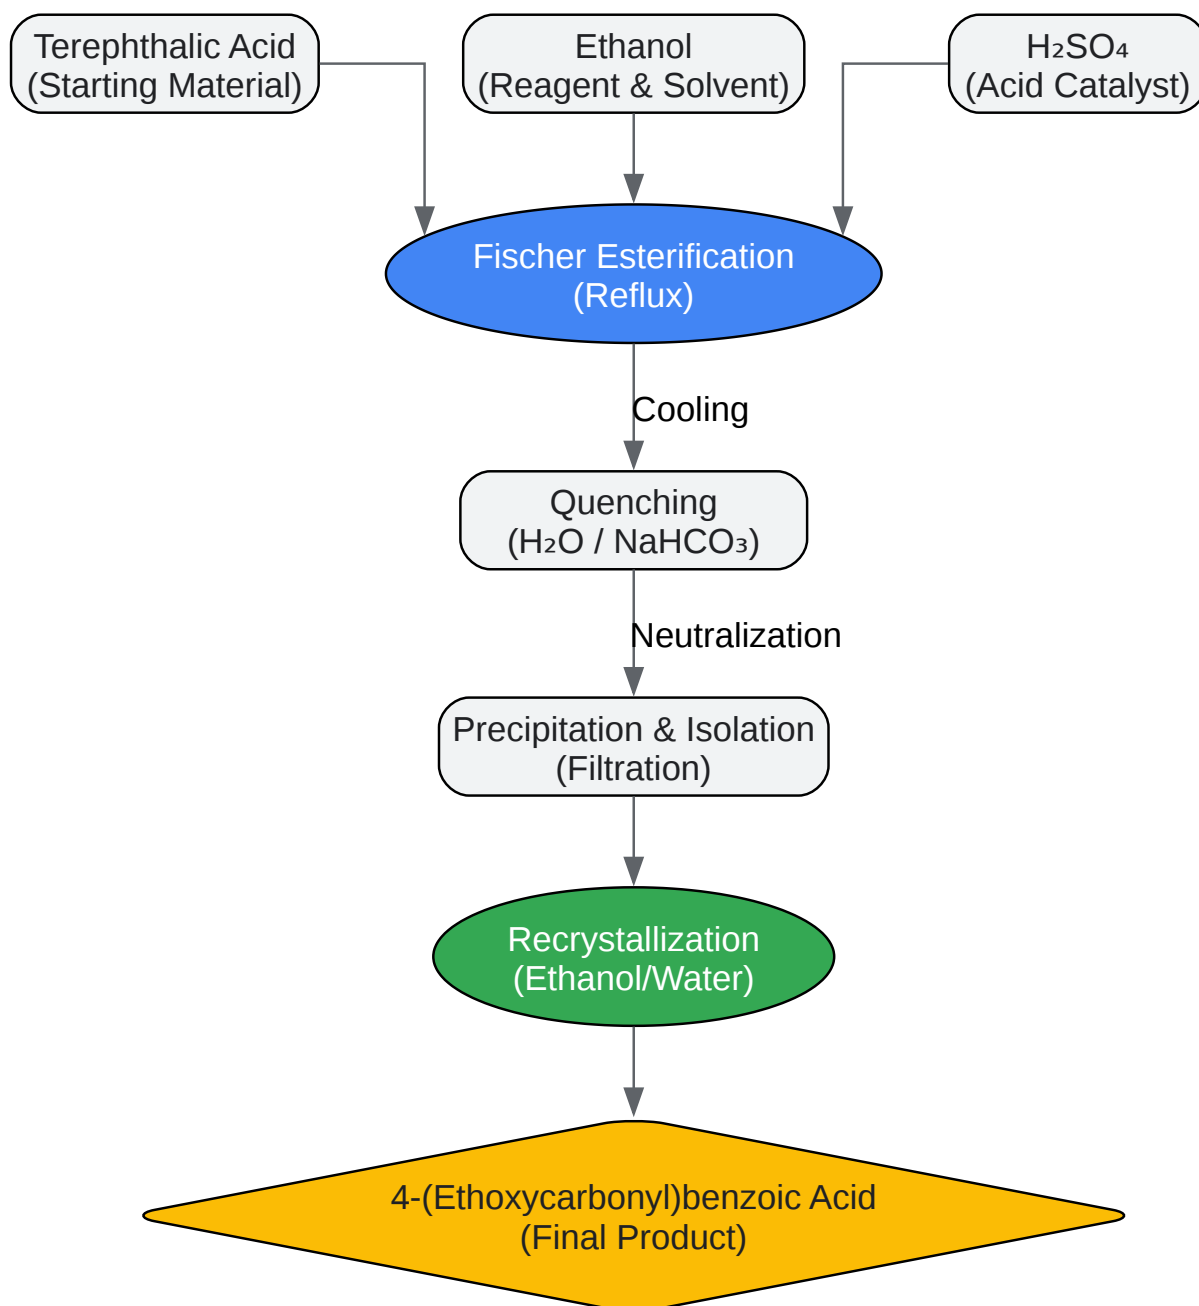 Terephthalic Acid
(Starting Material)
Ethanol
(Reagent & Solvent)
H₂SO₄
(Acid Catalyst)
Fischer Esterification
(Reflux)
Cooling
Quenching
(H₂O / NaHCO₃)
Neutralization
Precipitation & Isolation
(Filtration)
Recrystallization
(Ethanol/Water)
4-(Ethoxycarbonyl)benzoic Acid
(Final Product)